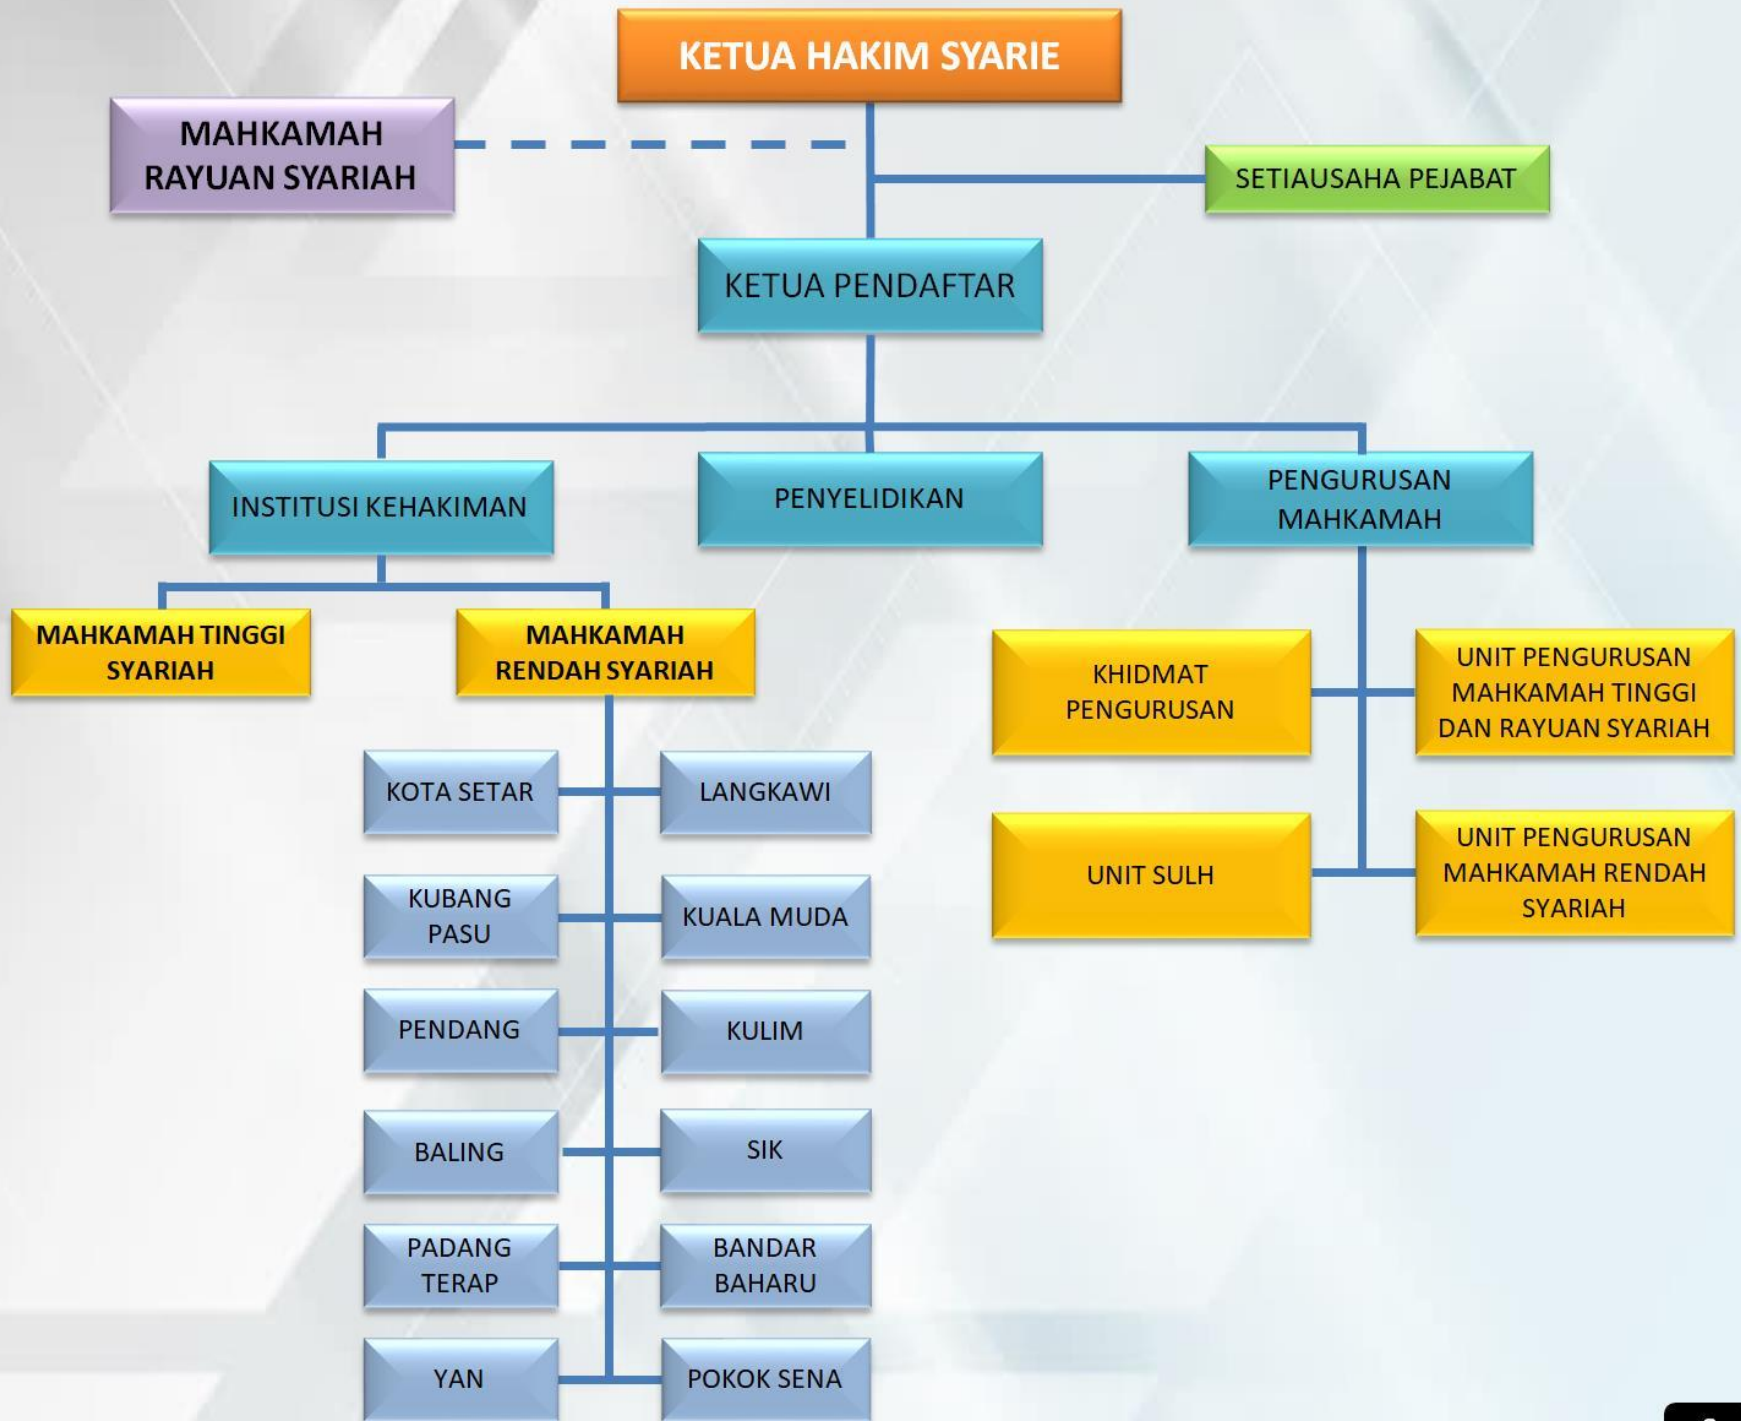 KETUA HAKIM SYARIE
MAHKAMAH
RAYUAN SYARIAH
SETIAUSAHA PEJABAT
KETUA PENDAFTAR
INSTITUSI KEHAKIMAN
PENYELIDIKAN
PENGURUSAN
MAHKAMAH
MAHKAMAH TINGGI
SYARIAH
MAHKAMAH
RENDAH SYARIAH
KHIDMAT
PENGURUSAN
UNIT PENGURUSAN
MAHKAMAH TINGGI
DAN RAYUAN SYARIAH
KOTA SETAR
LANGKAWI
UNIT SULH
UNIT PENGURUSAN
MAHKAMAH RENDAH
SYARIAH
KUBANG
PASU
KUALA MUDA
PENDANG
KULIM
BALING
SIK
PADANG
TERAP
BANDAR
BAHARU
YAN
POKOK SENA